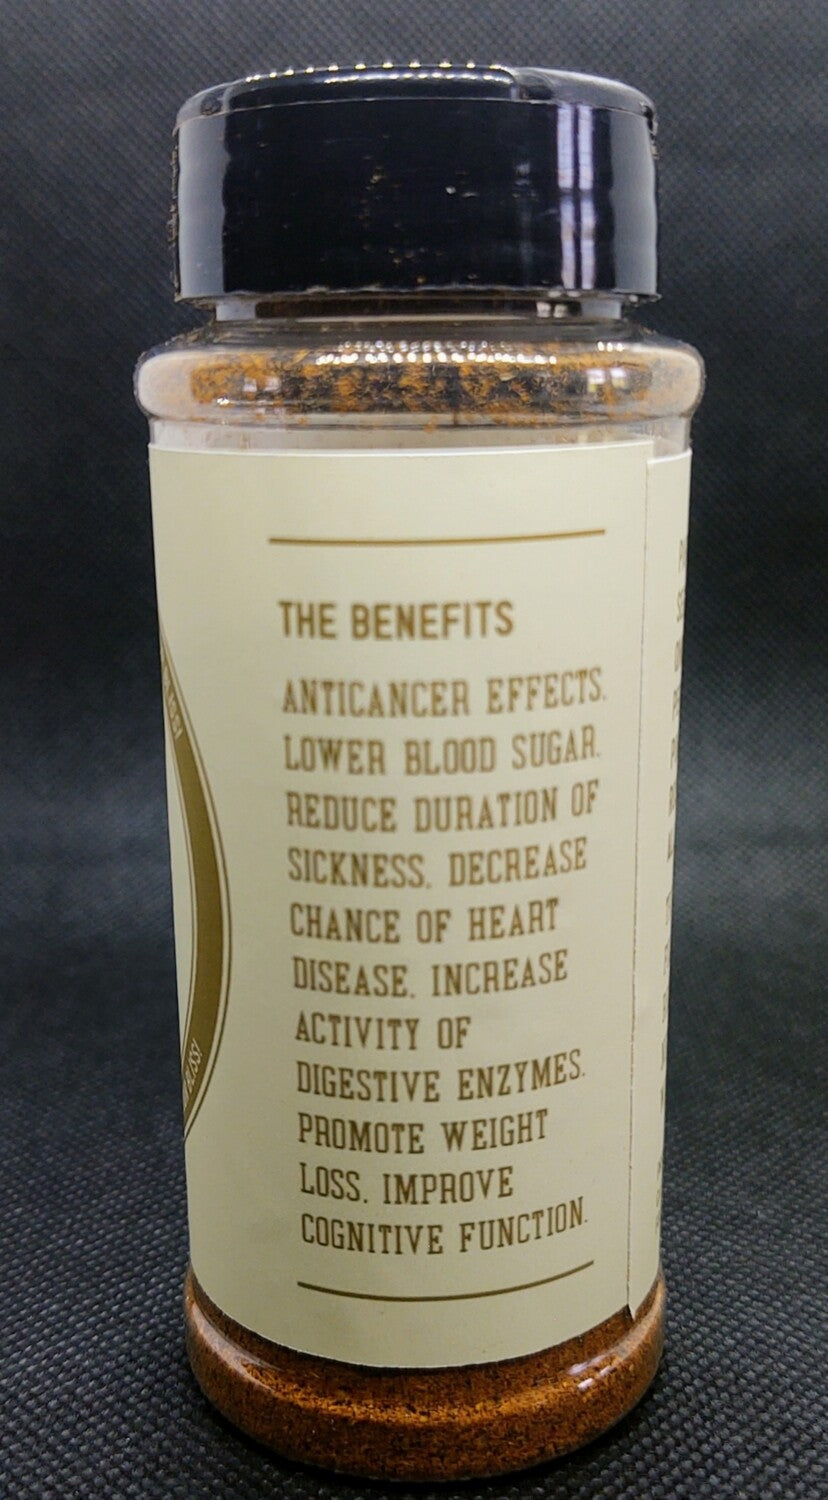 THE BENEFITS
ANTICANCER EFFECTS.
LOWER BLOOD SUGAR.
REDUCE DURATION OF
SICKNESS. DECREASE
CHANCE OF HEART
DISEASE. INCREASE
ACTIVITY OF
DIGESTIVE ENZYMES.
PROMOTE WEIGHT
LOSS. IMPROVE
COGNITIVE FUNCTION.